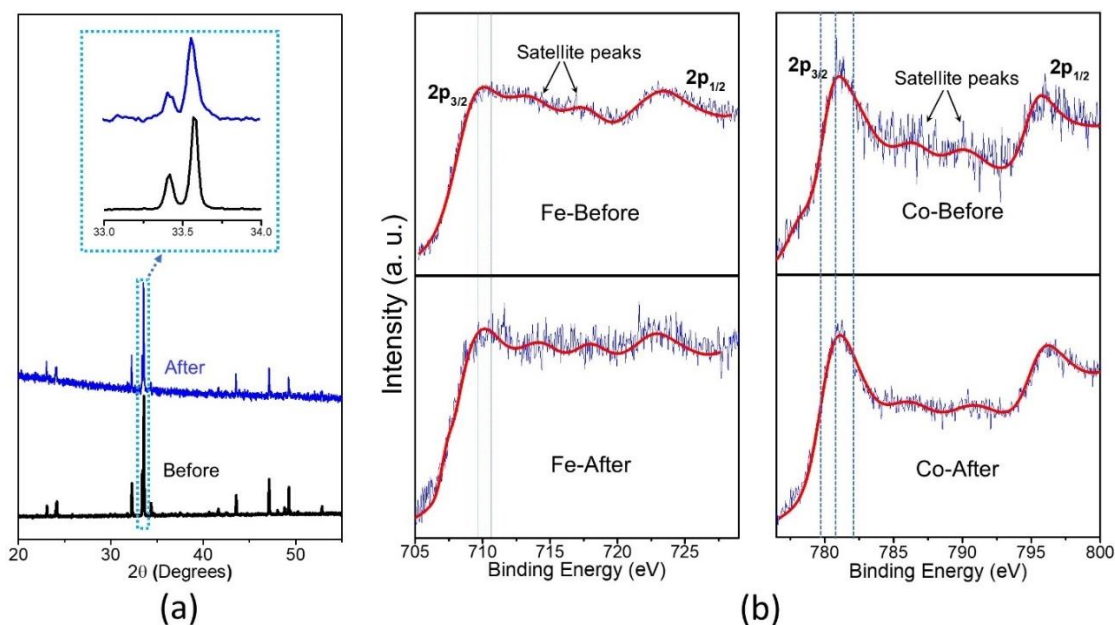 33.0 33.5 34.0
After
Before
20 30 40 50
2θ (Degrees)
(a)
Intensity (a. u.)
2p3/2
Satellite peaks
2p1/2
Fe-Before
Fe-After
705 710 715 720 725
Binding Energy (eV)
2p3/2
Satellite peaks
2p1/2
Co-Before
Co-After
780 785 790 795 800
Binding Energy (eV)
(b)